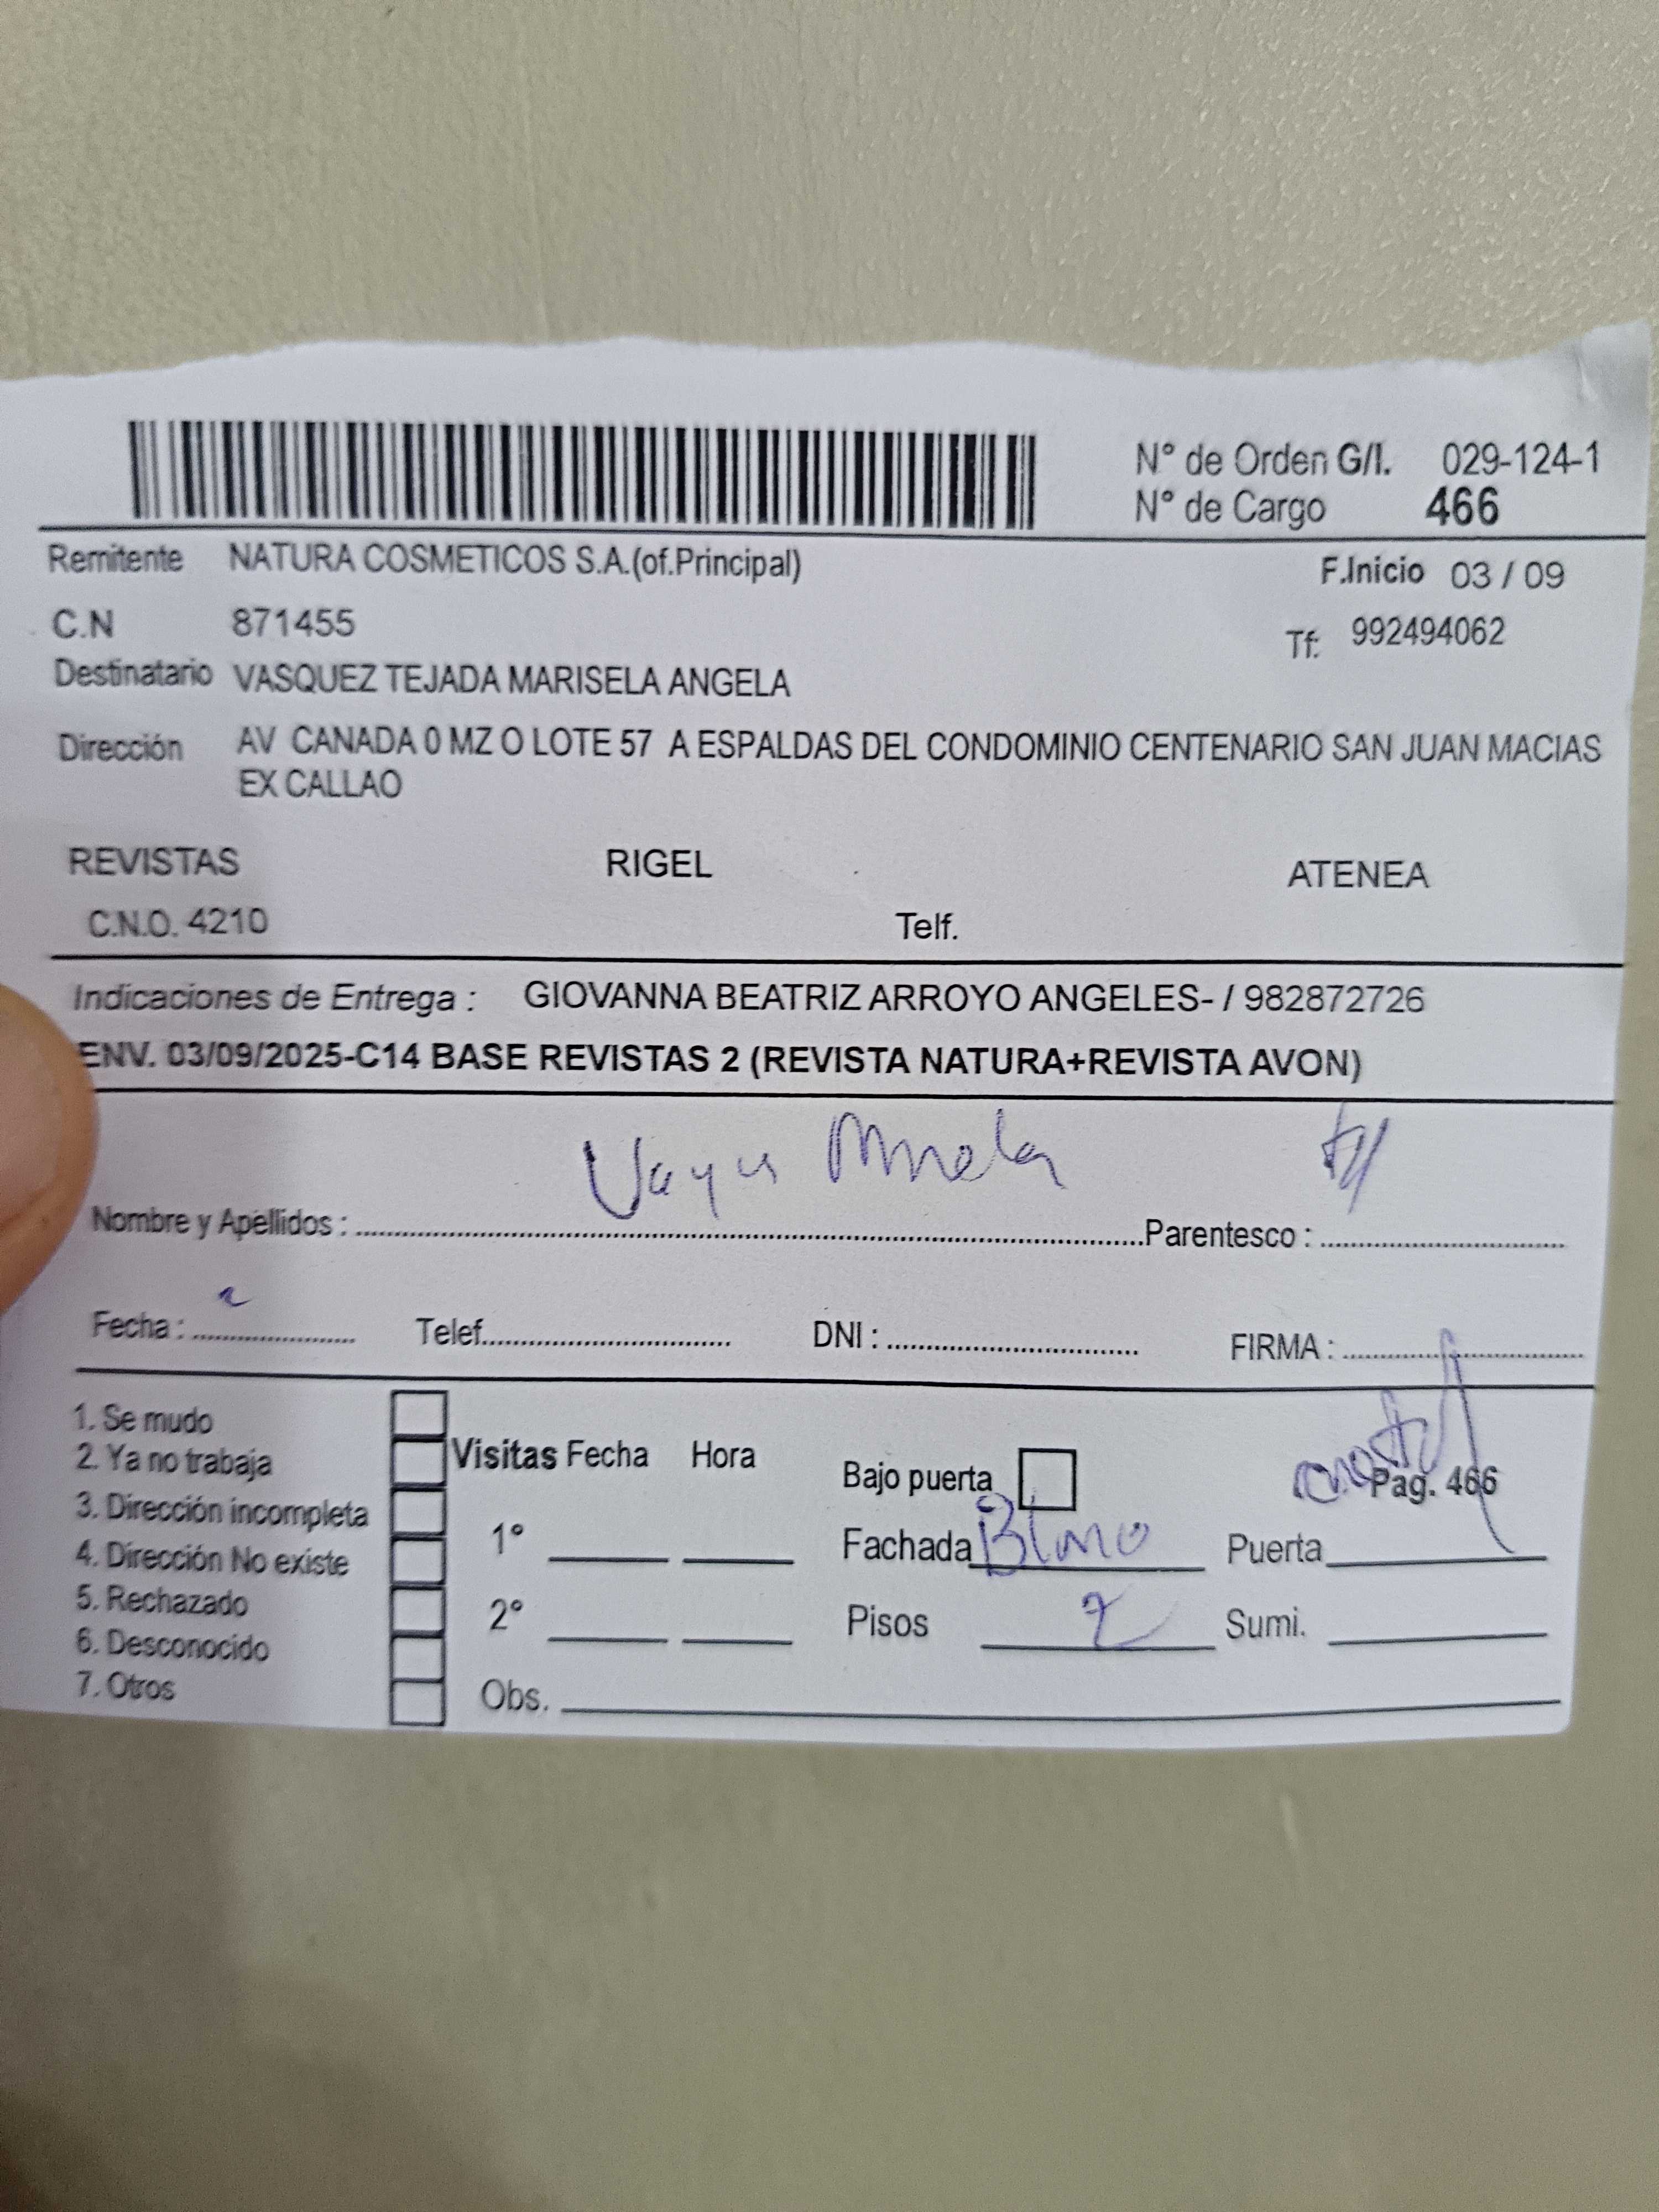 N° de Orden G/I. 029-124-1
N° de Cargo 466
Remitente NATURA COSMETICOS S.A.(of.Principal) F.Inicio 03 / 09
C.N 871455 Tf: 992494062
Destinatario VASQUEZ TEJADA MARISELA ANGELA
Dirección AV CANADA 0 MZ O LOTE 57 A ESPALDAS DEL CONDOMINIO CENTENARIO SAN JUAN MACIAS
EX CALLAO
REVISTAS RIGEL ATENEA
C.N.O. 4210 Telf.
Indicaciones de Entrega : GIOVANNA BEATRIZ ARROYO ANGELES- / 982872726
ENV. 03/09/2025-C14 BASE REVISTAS 2 (REVISTA NATURA+REVISTA AVON)
Nombre y Apellidos : Parentesco :
Fecha : Telef. DNI : FIRMA :
1. Se mudo
2. Ya no trabaja
3. Dirección incompleta
4. Dirección No existe
5. Rechazado
6. Desconocido
7. Otros
Visitas Fecha Hora
1°
2°
Obs.
Bajo puerta Pag. 466
Fachada Puerta
Pisos 2 Sumi.